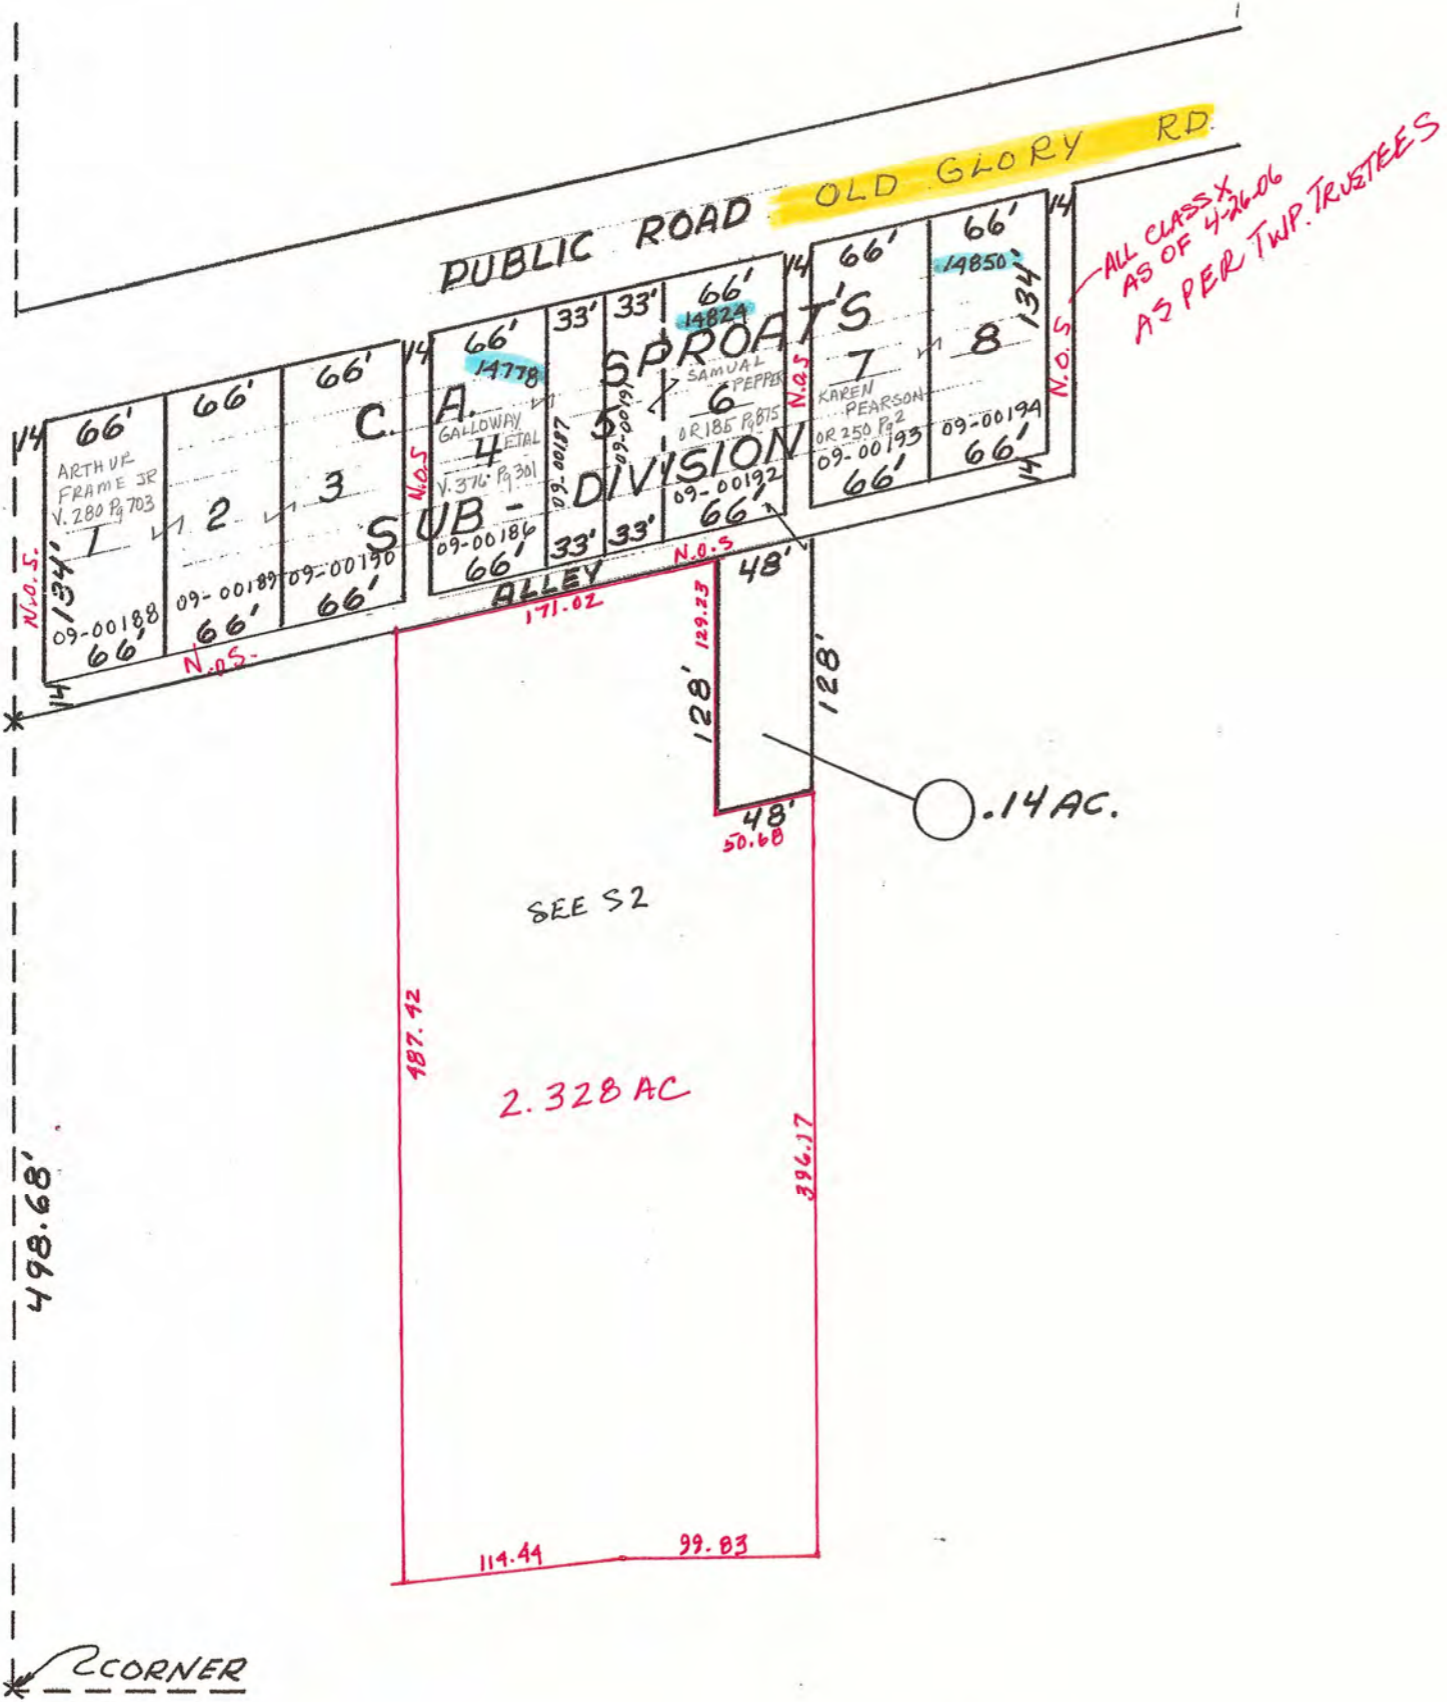 OLD GLORY RD.
PUBLIC ROAD
ALL CLASS X
AS OF 4-26-06
AS PER TWP. TRUSTEES
C. A. SPROAT'S
SUB-DIVISION
14
66'
ARTHUR
FRAME JR
V. 280 Pg 703
1
134'
09-00188
66'
N.O.S.
14
66'
2
09-00189
66'
N.O.S.
66'
3
09-00190
66'
14
N.O.S
66'
14778
GALLOWAY
ETAL
4
V. 376 Pg 301
09-00186
66'
33'
09-00187
33'
33'
5
09-00191
33'
66'
14824
SAMUAL
PEPPER
6
OR 185 Pg 875
09-00192
66'
14
N.O.S
66'
7
KAREN
PEARSON
OR 250 Pg 2
09-00193
66'
66'
14850
134'
8
09-00194
66'
14
N.O.S
14
ALLEY
N.O.S
171.02
48'
129.23
128'
128'
48'
50.68
.14 AC.
SEE S2
487.42
2.328 AC
396.17
498.68'
114.44
99.83
CORNER